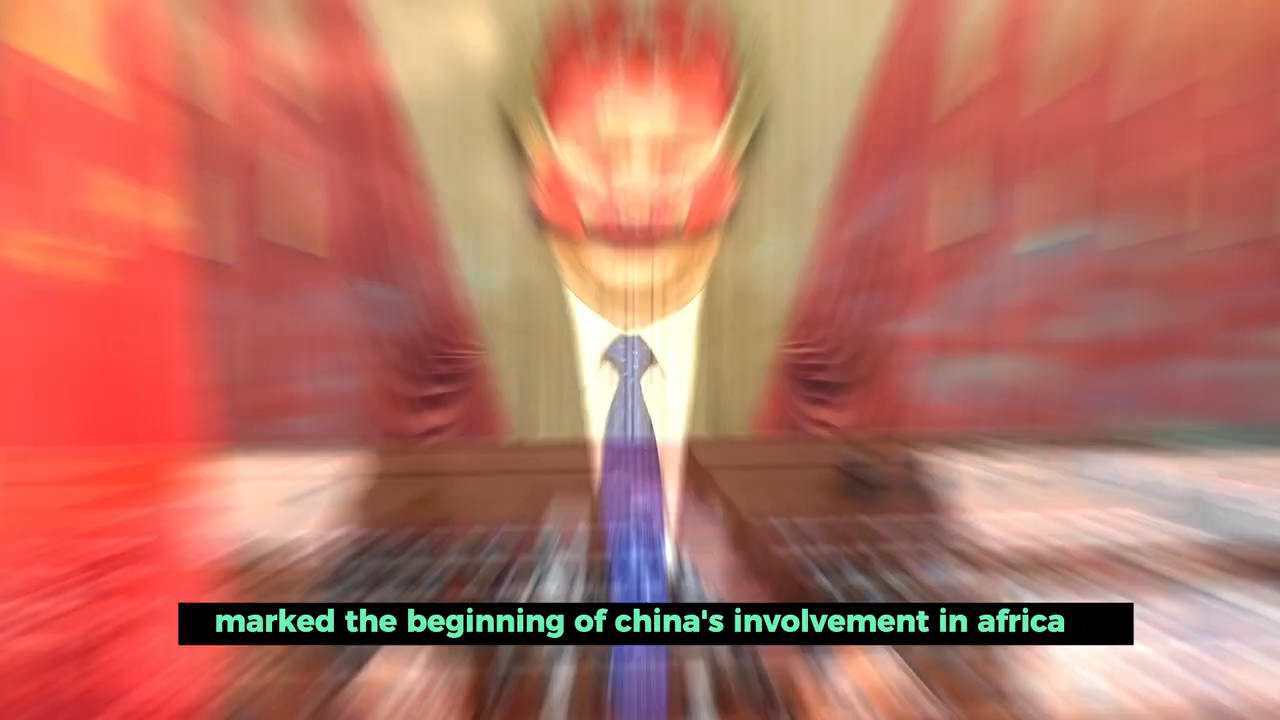 marked the beginning of china's involvement in africa